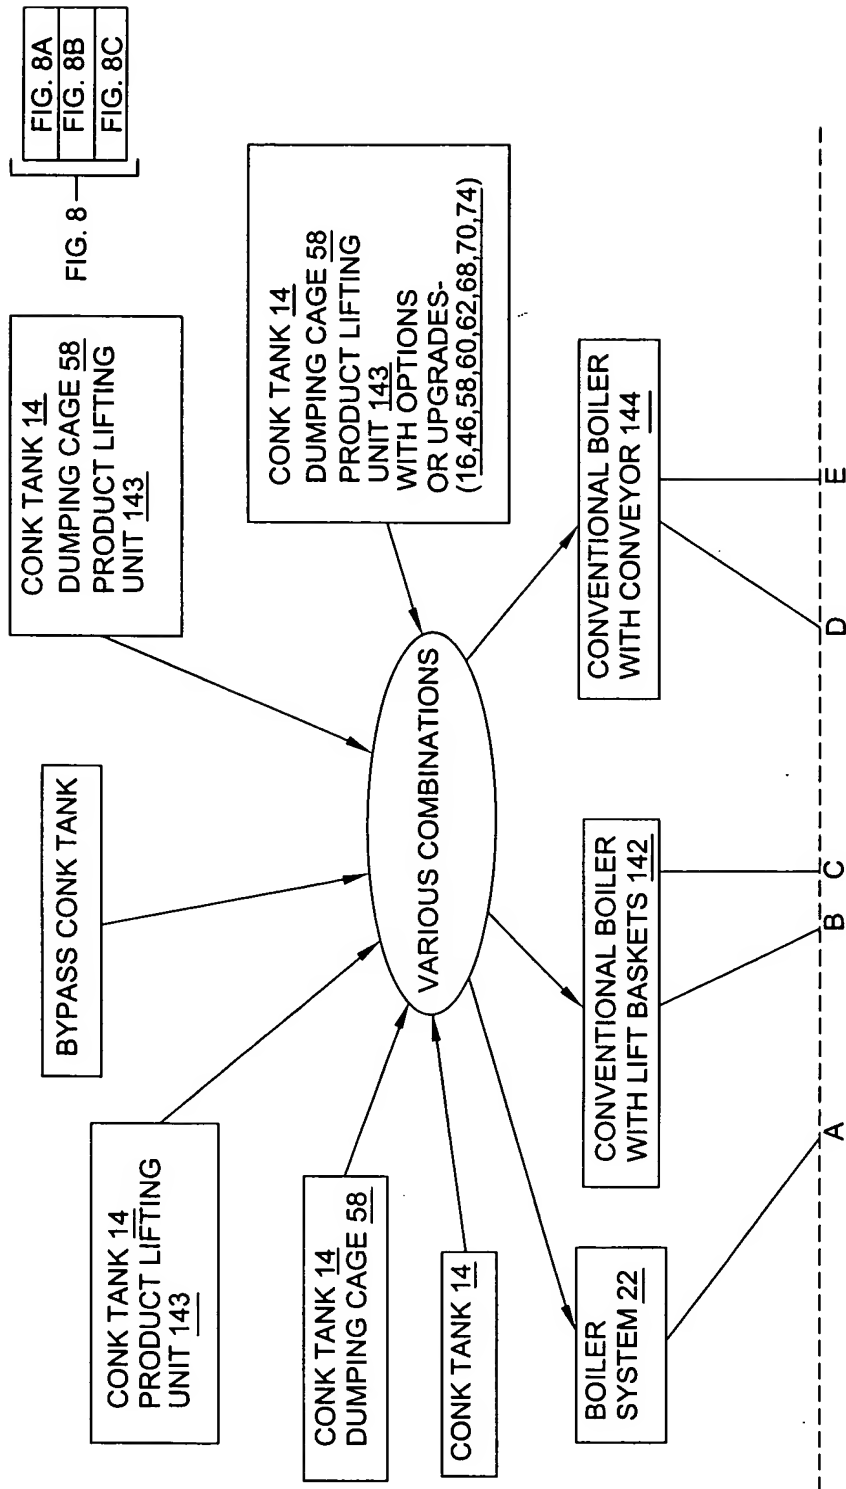 FIG. 8
FIG. 8A
FIG. 8B
FIG. 8C
CONK TANK 14
PRODUCT LIFTING
UNIT 143
BYPASS CONK TANK
CONK TANK 14
DUMPING CAGE 58
PRODUCT LIFTING
UNIT 143
CONK TANK 14
DUMPING CAGE 58
CONK TANK 14
DUMPING CAGE 58
PRODUCT LIFTING
UNIT 143
WITH OPTIONS
OR UPGRADES-
(16,46,58,60,62,68,70,74)
CONK TANK 14
VARIOUS COMBINATIONS
BOILER
SYSTEM 22
CONVENTIONAL BOILER
WITH LIFT BASKETS 142
CONVENTIONAL BOILER
WITH CONVEYOR 144
A
B
C
D
E